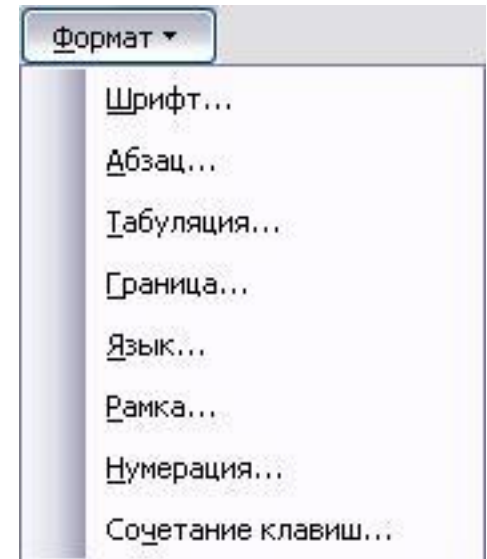 Формат
Шрифт...
Абзац...
Табуляция...
Граница...
Язык...
Рамка...
Нумерация...
Сочетание клавиш...